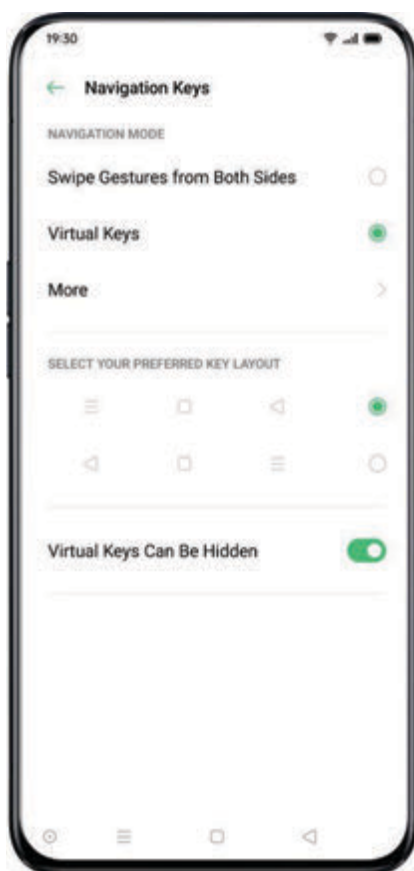 19:30
Navigation Keys
NAVIGATION MODE
Swipe Gestures from Both Sides
Virtual Keys
More
SELECT YOUR PREFERRED KEY LAYOUT
Virtual Keys Can Be Hidden